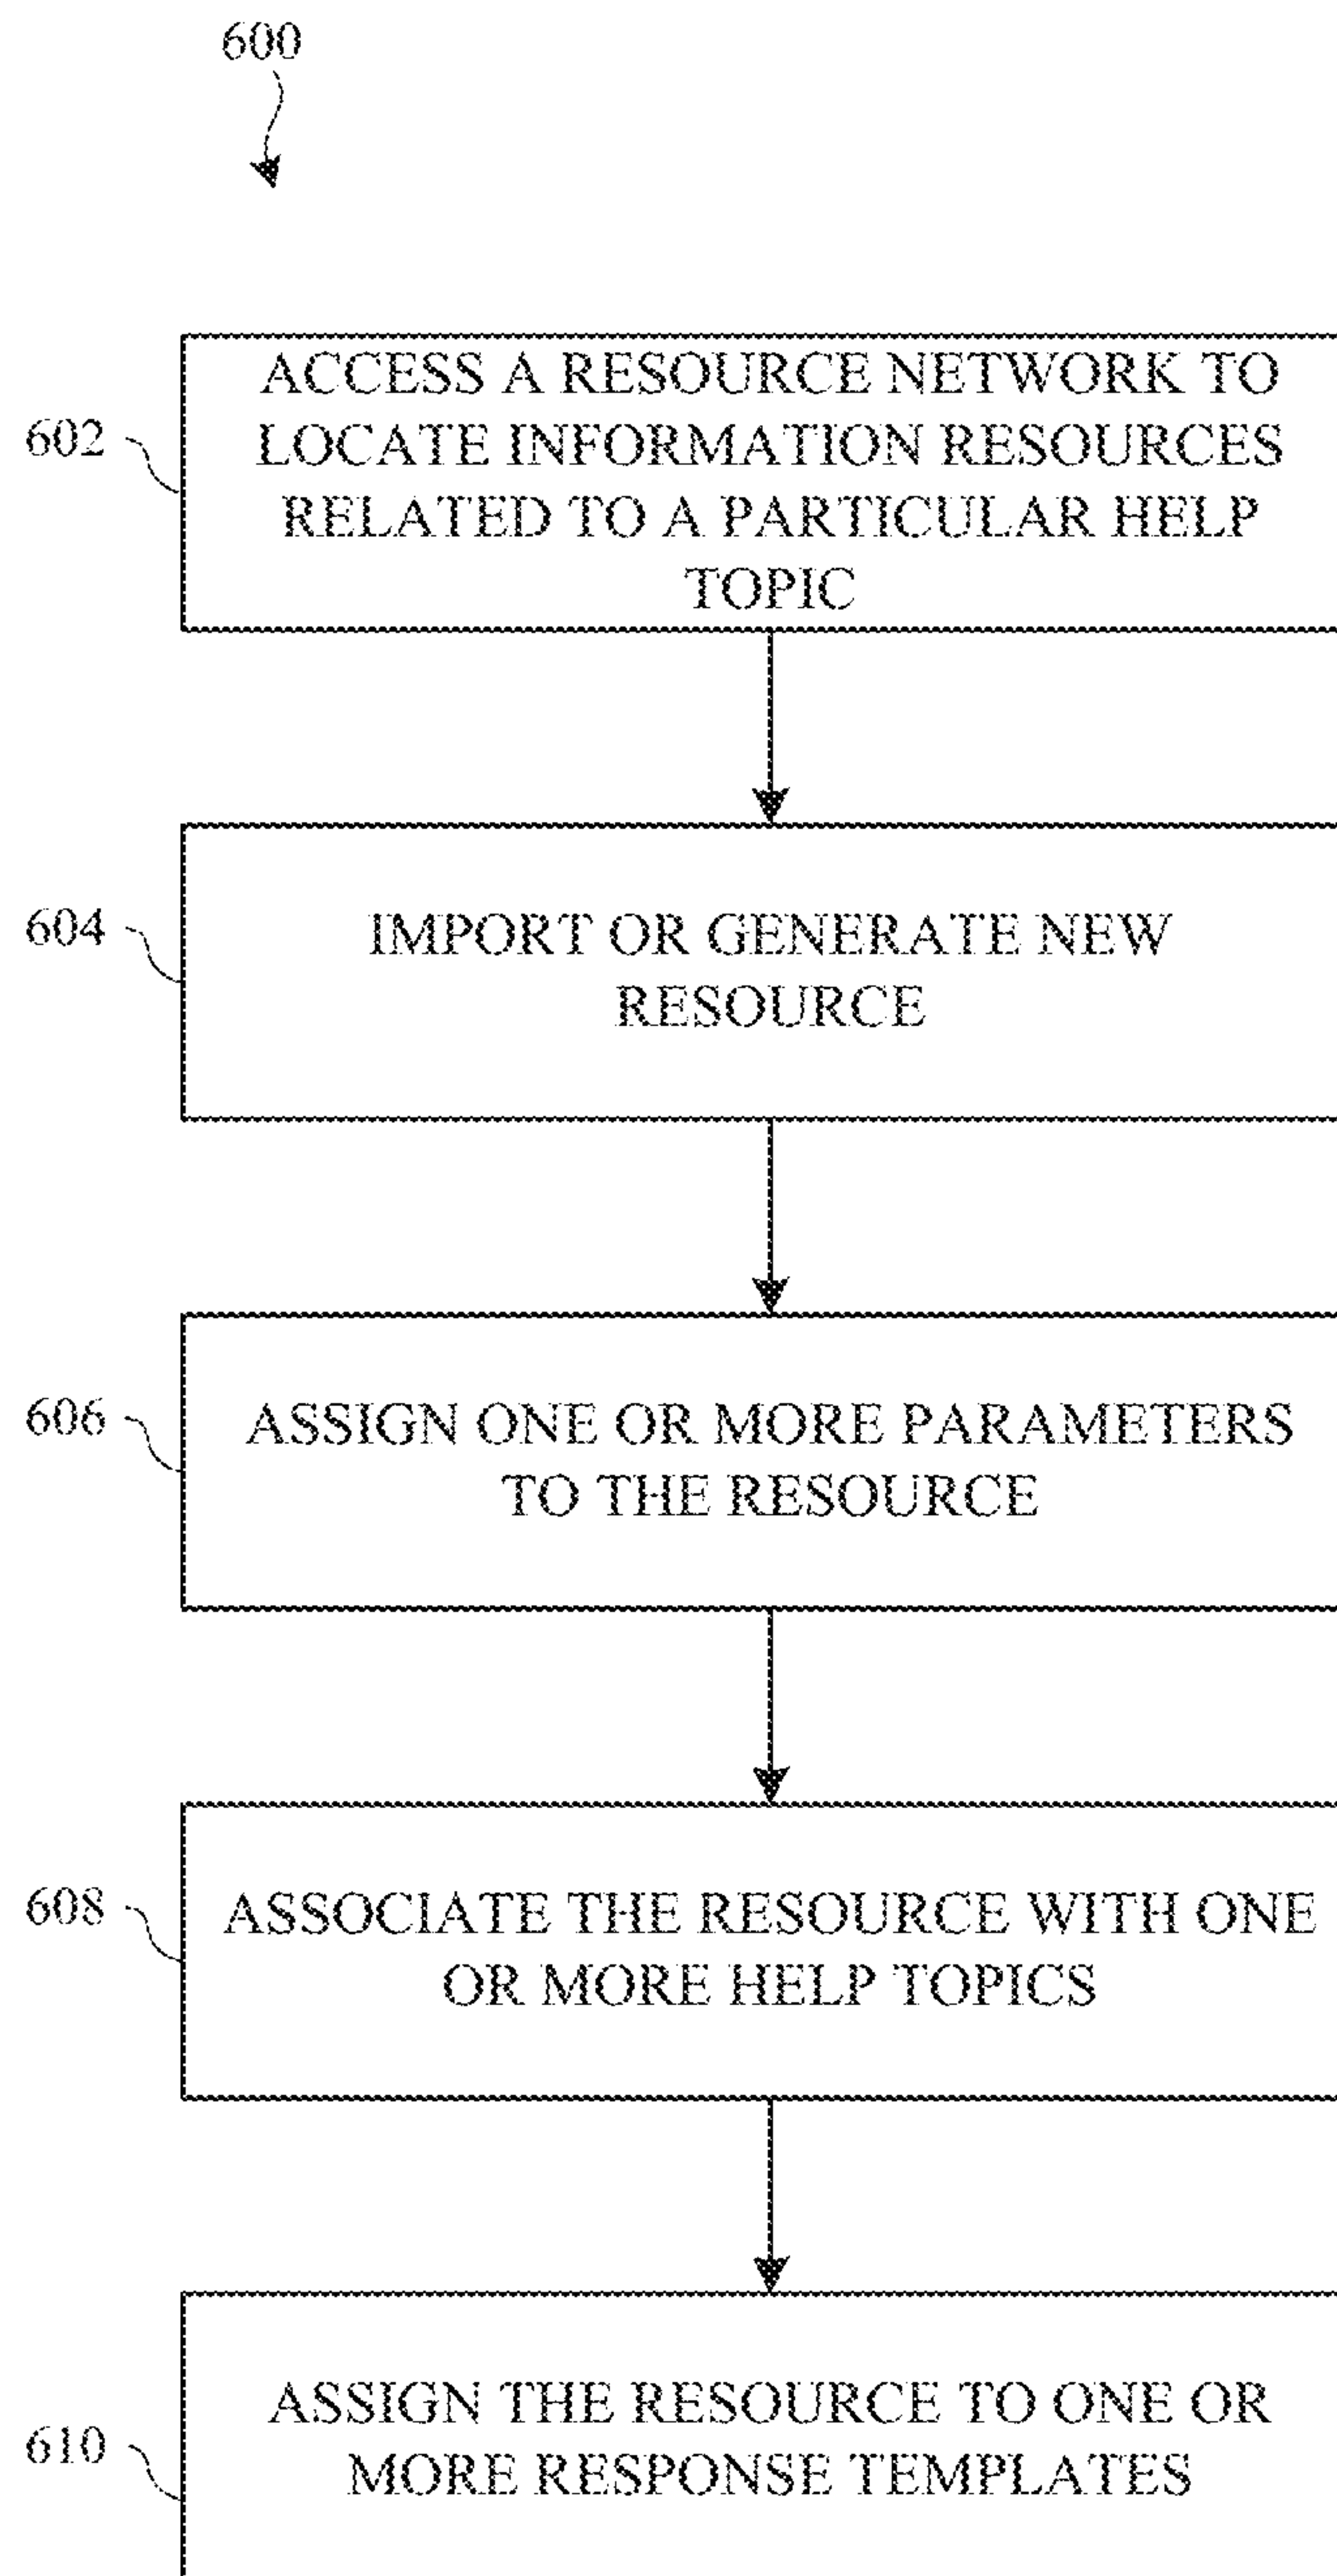 600
602
ACCESS A RESOURCE NETWORK TO
LOCATE INFORMATION RESOURCES
RELATED TO A PARTICULAR HELP
TOPIC
604
IMPORT OR GENERATE NEW
RESOURCE
606
ASSIGN ONE OR MORE PARAMETERS
TO THE RESOURCE
608
ASSOCIATE THE RESOURCE WITH ONE
OR MORE HELP TOPICS
610
ASSIGN THE RESOURCE TO ONE OR
MORE RESPONSE TEMPLATES